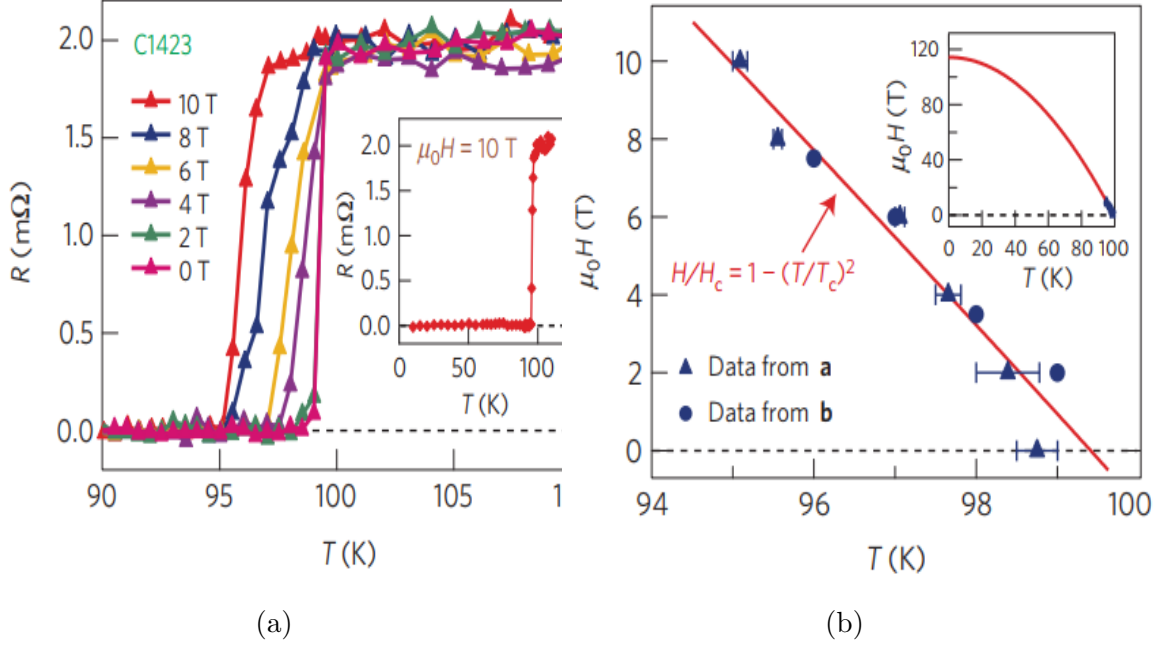 C1423
10 T
8 T
6 T
4 T
2 T
0 T
R (mΩ)
2.0
1.5
1.0
0.5
0.0
90
95
100
105
1
T (K)
μ₀H = 10 T
R (mΩ)
2.0
1.5
1.0
0.5
0.0
0
50
100
T (K)
(a)
μ₀H (T)
10
8
6
4
2
0
94
96
98
100
T (K)
H/H_c = 1 – (T/T_c)²
Data from a
Data from b
μ₀H (T)
120
80
40
0
0
20
40
60
80
100
T (K)
(b)